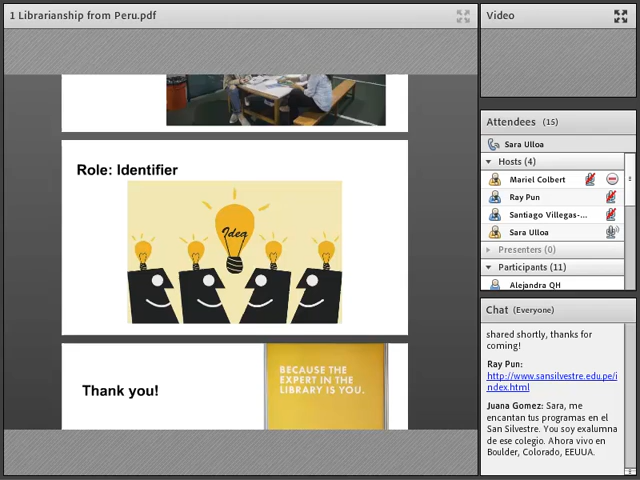 1 Librarianship from Peru.pdf
Role: Identifier
Idea
Thank you!
BECAUSE THE
EXPERT IN THE
LIBRARY IS YOU.
Video
Attendees (15)
Sara Ulloa
Hosts (4)
Mariel Colbert
Ray Pun
Santiago Villegas-...
Sara Ulloa
Presenters (0)
Participants (11)
Alejandra QH
Chat (Everyone)
shared shortly, thanks for
coming!
Ray Pun:
http://www.sansilvestre.edu.pe/i
ndex.html
Juana Gomez: Sara, me
encantan tus programas en el
San Silvestre. You soy exalumna
de ese colegio. Ahora vivo en
Boulder, Colorado, EEUUA.